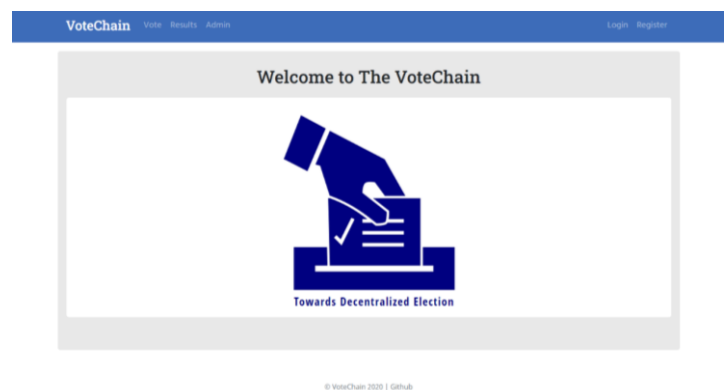 VoteChain Vote Results Admin Login Register
Welcome to The VoteChain
Towards Decentralized Election
© VoteChain 2020 | Github